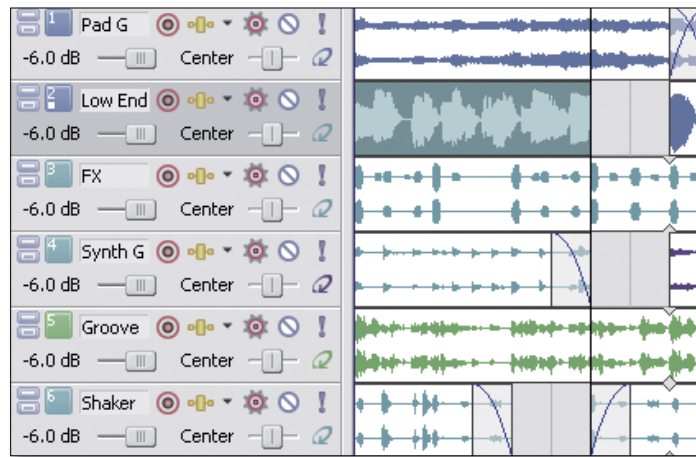 1 Pad G
-6.0 dB Center
2 Low End
-6.0 dB Center
3 FX
-6.0 dB Center
4 Synth G
-6.0 dB Center
5 Groove
-6.0 dB Center
6 Shaker
-6.0 dB Center